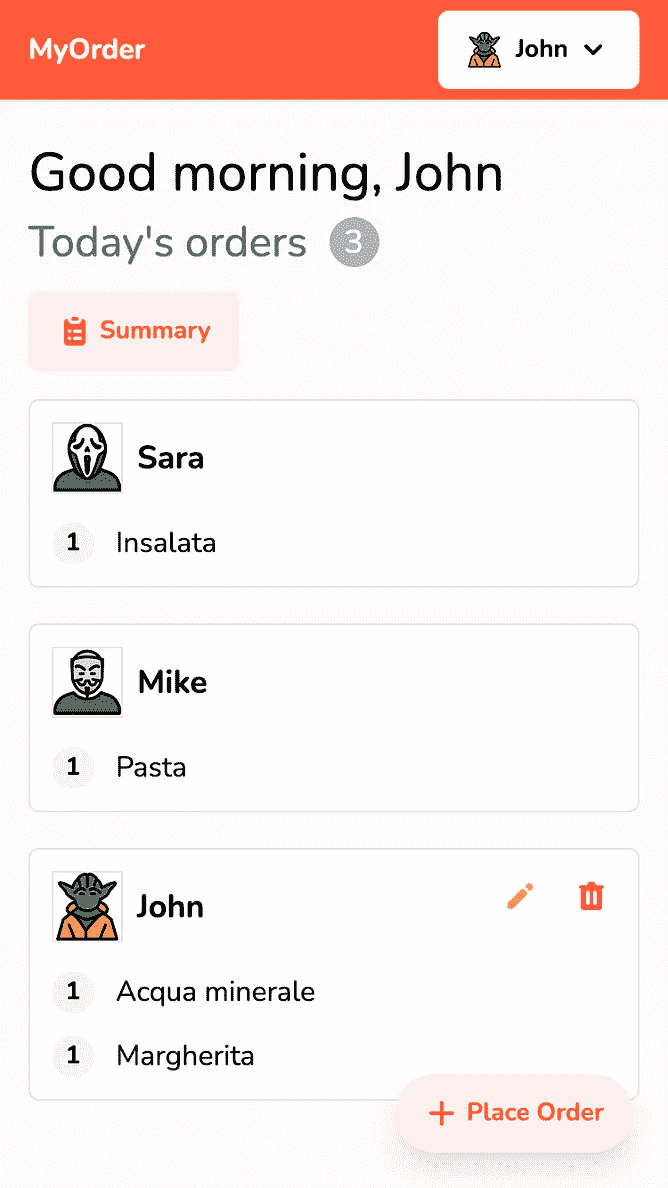 MyOrder
John
Good morning, John
Today's orders 3
Summary
Sara
1 Insalata
Mike
1 Pasta
John
1 Acqua minerale
1 Margherita
Place Order